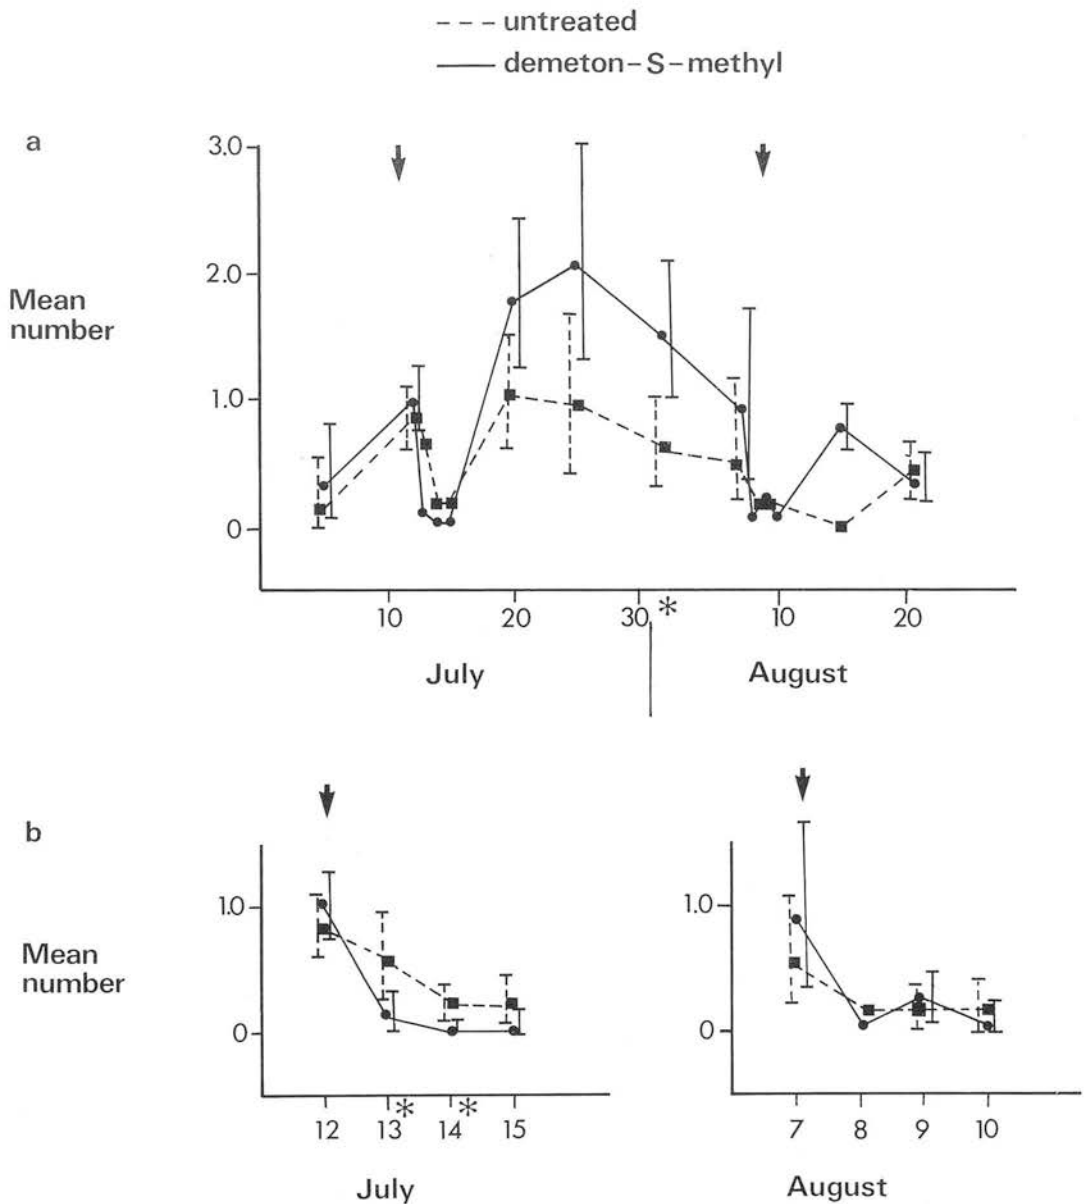 untreated
demeton-S-methyl
a
3.0
2.0
1.0
0
Mean
number
10 20 30 * 10 20
July August
b
1.0
0
Mean
number
12 13 * 14 * 15
July
1.0
0
7 8 9 10
August